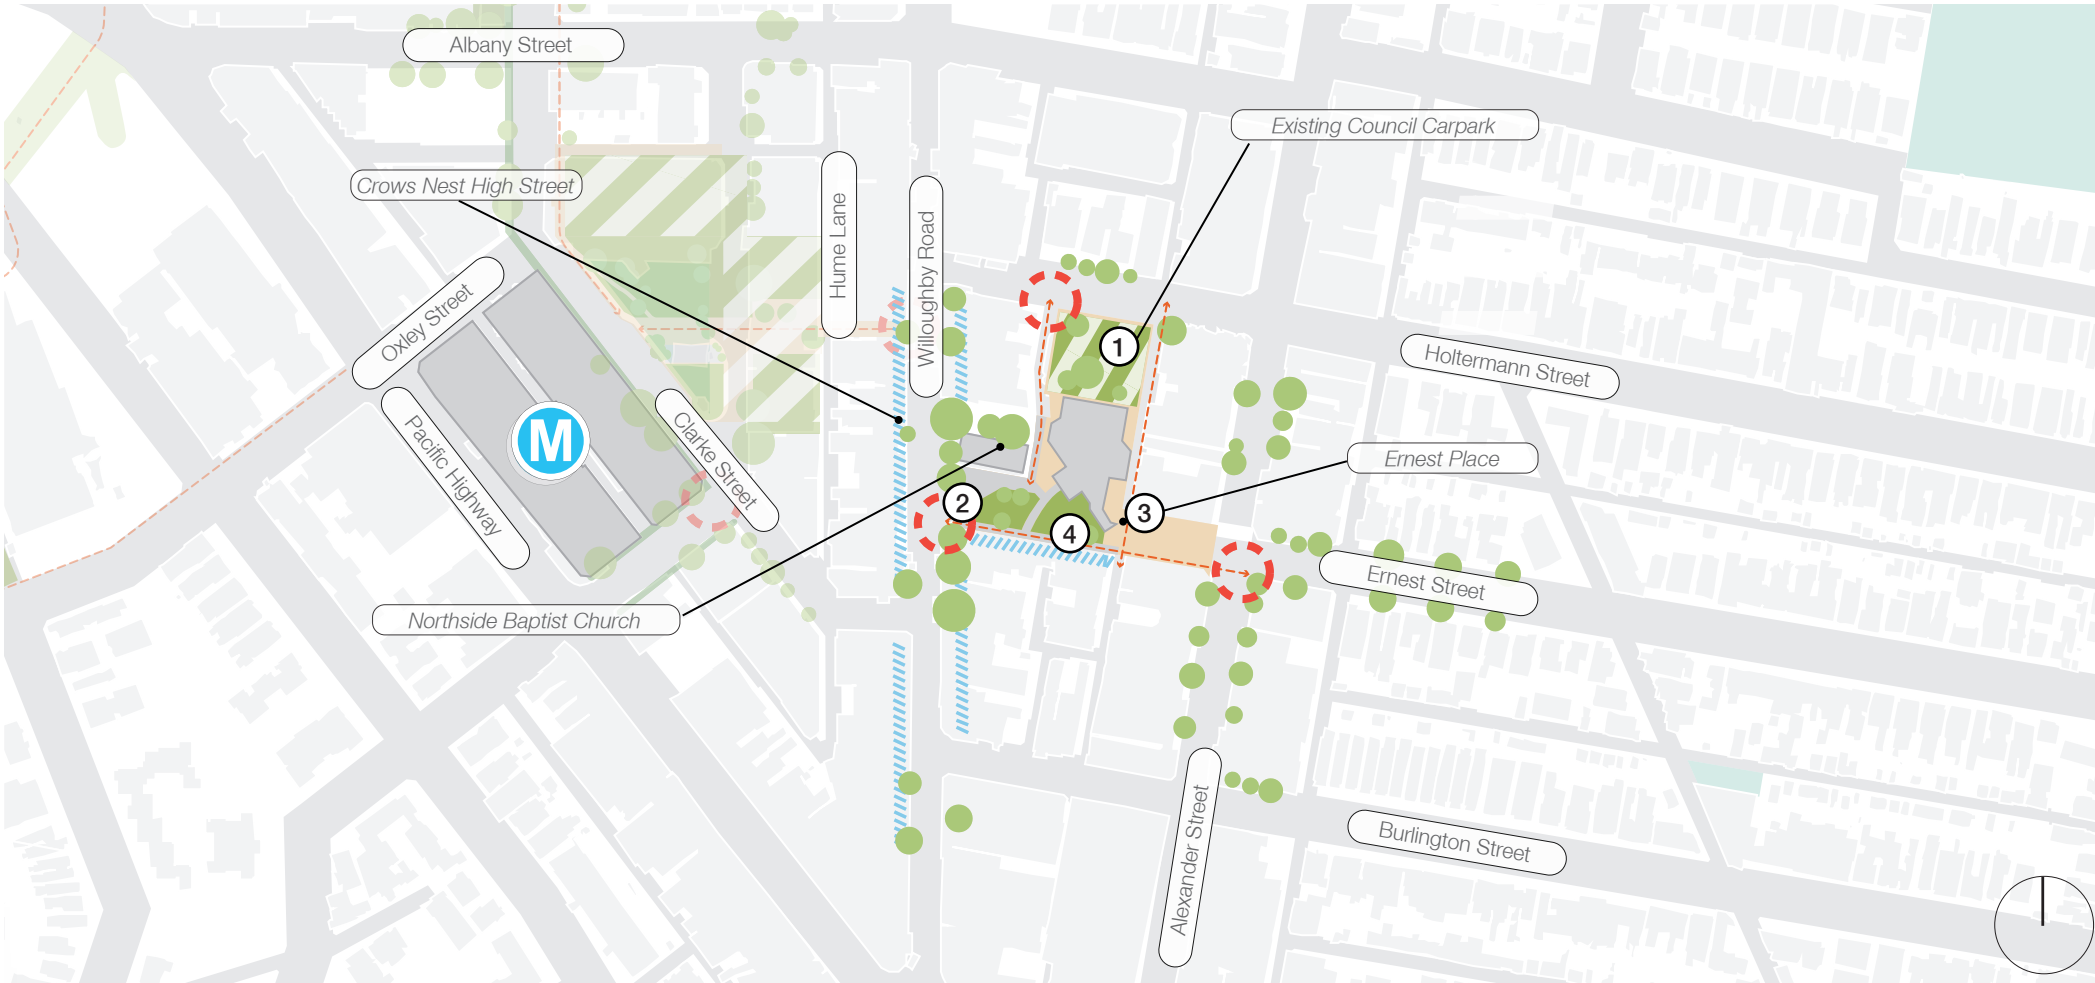 Albany Street
Existing Council Carpark
Crows Nest High Street
Hume Lane
Willoughby Road
Oxley Street
1
Holtermann Street
Pacific Highway
M
Clarke Street
Ernest Place
2
3
4
Ernest Street
Northside Baptist Church
Alexander Street
Burlington Street